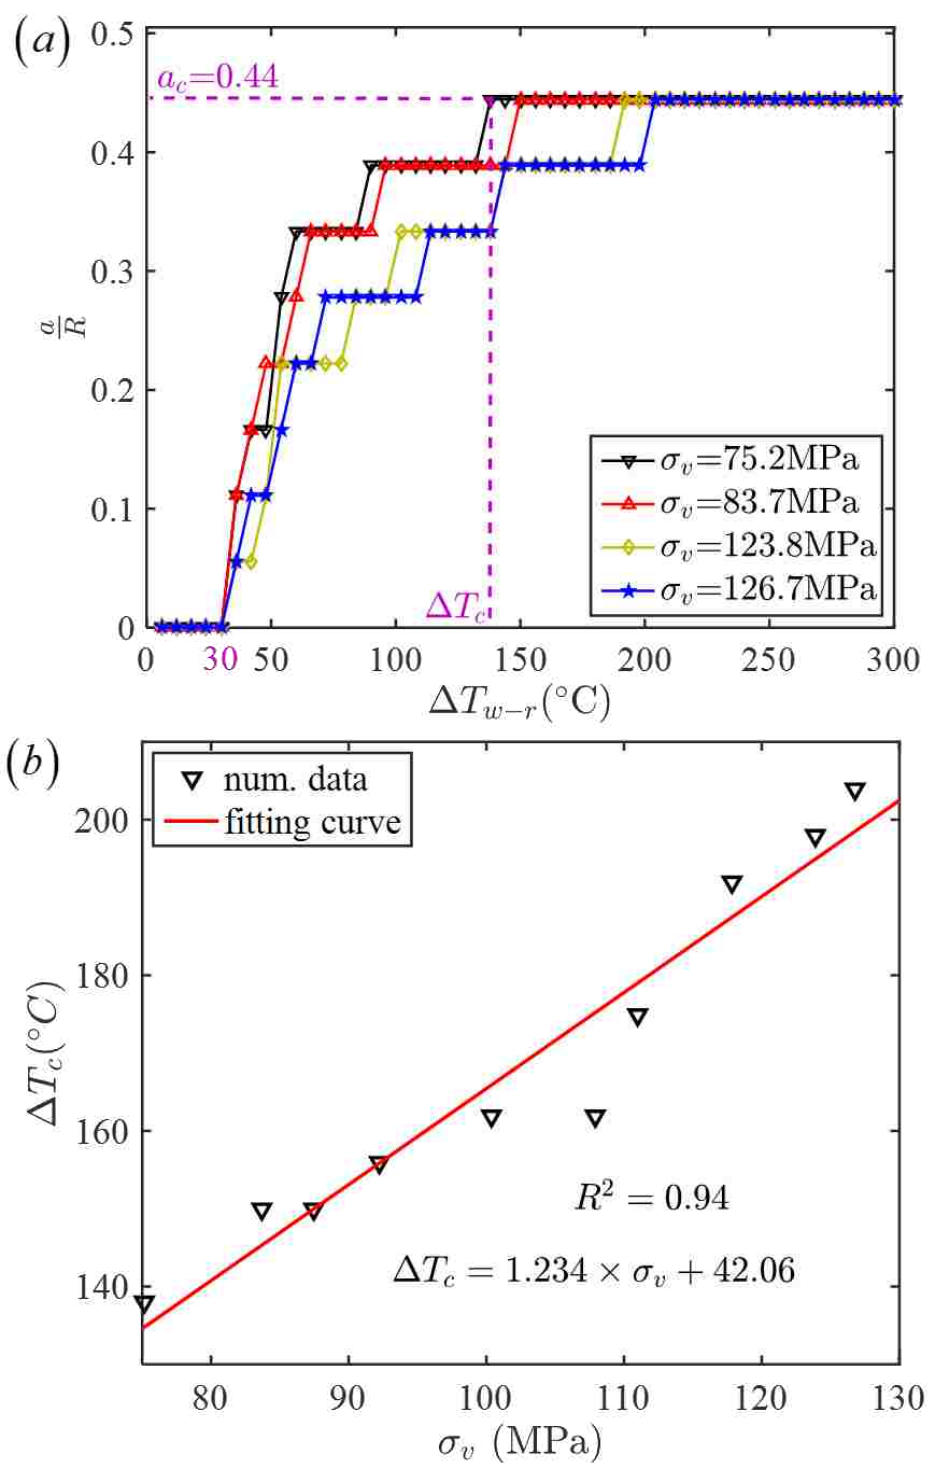 (a)
0.5
0.4
0.3
0.2
0.1
0
a/R
a_c=0.44
ΔT_c
σ_v=75.2MPa
σ_v=83.7MPa
σ_v=123.8MPa
σ_v=126.7MPa
0 30 50 100 150 200 250 300
ΔT_{w−r}(°C)
(b)
num. data
fitting curve
200
180
160
140
ΔT_c(°C)
R² = 0.94
ΔT_c = 1.234 × σ_v + 42.06
80 90 100 110 120 130
σ_v (MPa)